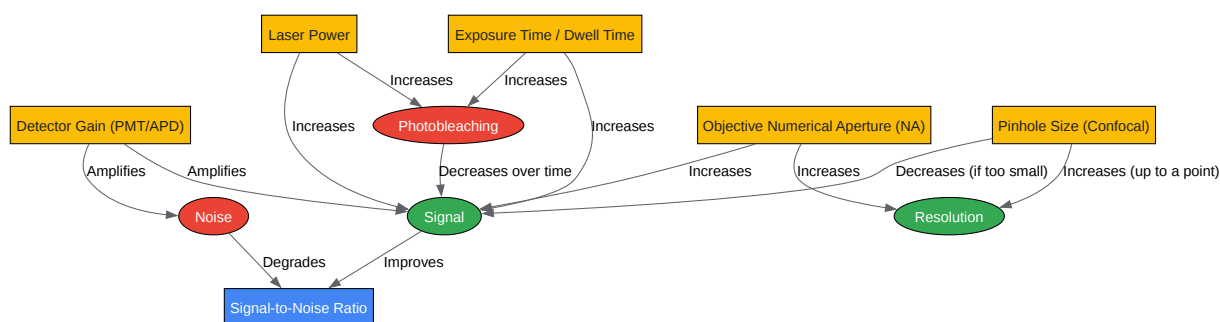 Laser Power
Exposure Time / Dwell Time
Increases
Increases
Detector Gain (PMT/APD)
Photobleaching
Objective Numerical Aperture (NA)
Pinhole Size (Confocal)
Increases
Increases
Amplifies
Amplifies
Decreases over time
Increases
Increases
Decreases (if too small)
Increases (up to a point)
Noise
Signal
Resolution
Degrades
Improves
Signal-to-Noise Ratio